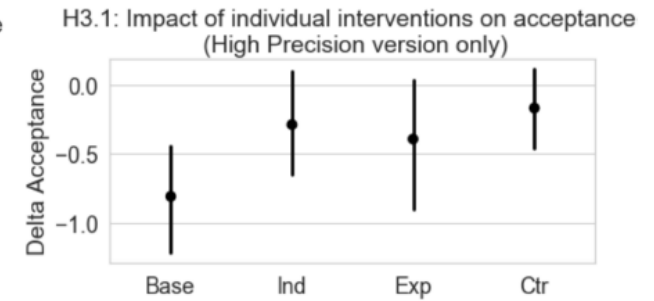 H3.1: Impact of individual interventions on acceptance
(High Precision version only)
Delta Acceptance
0.0
−0.5
−1.0
Base Ind Exp Ctr